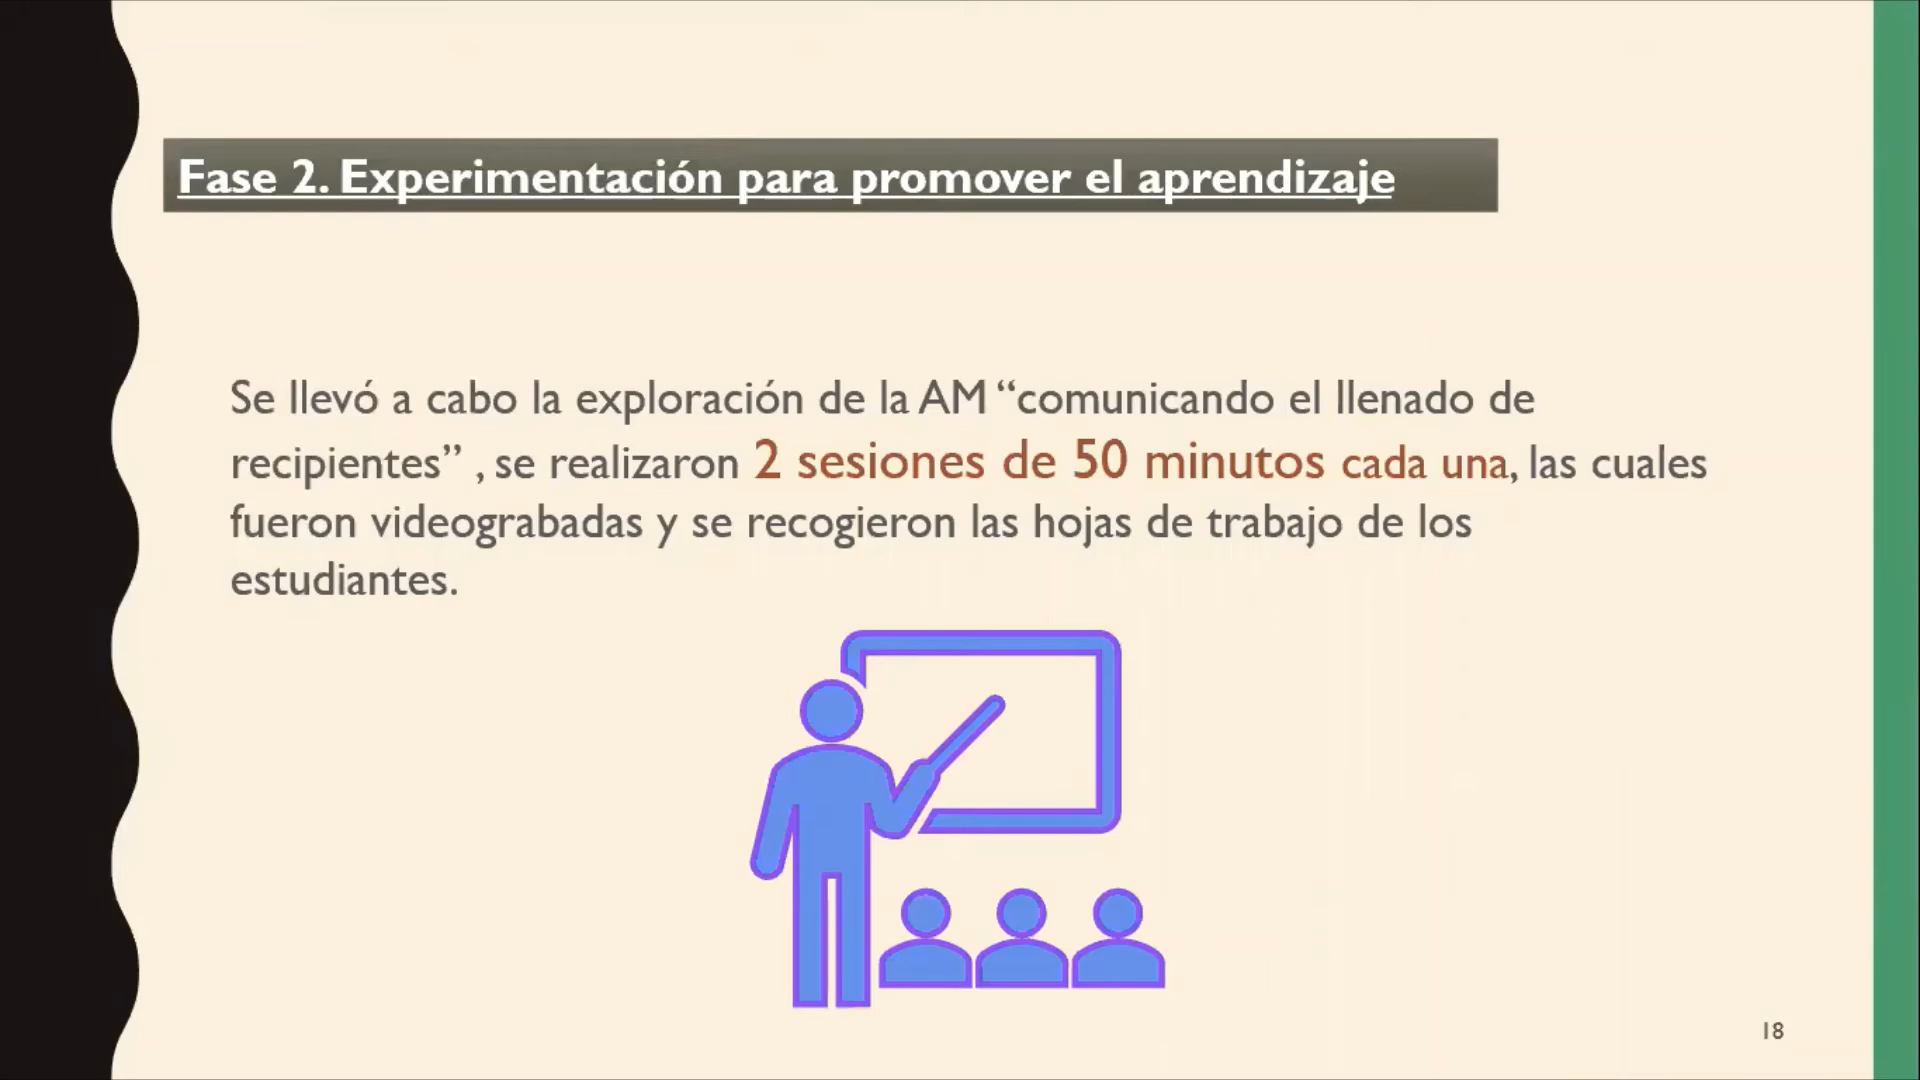 Fase 2. Experimentación para promover el aprendizaje
Se llevó a cabo la exploración de la AM “comunicando el llenado de
recipientes” , se realizaron 2 sesiones de 50 minutos cada una, las cuales
fueron videograbadas y se recogieron las hojas de trabajo de los
estudiantes.
18